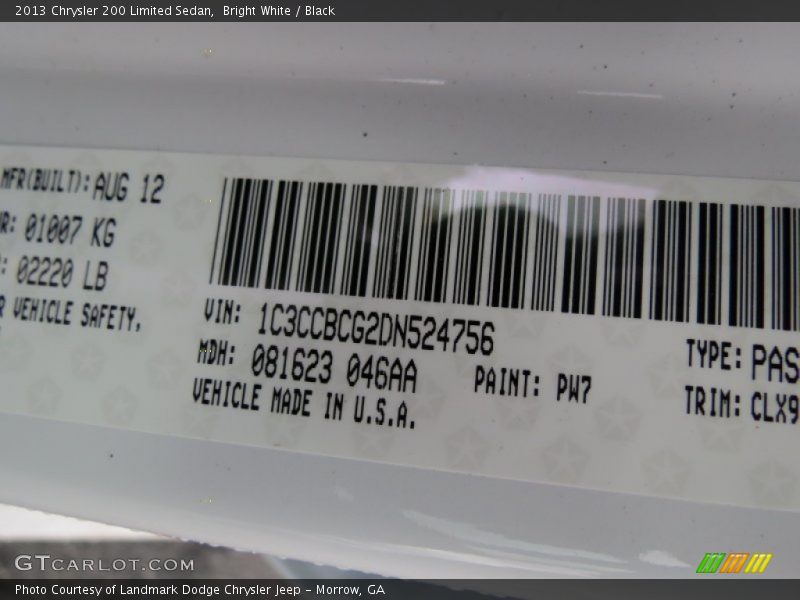 2013 Chrysler 200 Limited Sedan, Bright White / Black
MFR(BUILT): AUG 12
R: 01007 KG
: 02220 LB
R VEHICLE SAFETY,
VIN: 1C3CCBCG2DN524756
MDH: 081623 046AA
PAINT: PW7
VEHICLE MADE IN U.S.A.
TYPE: PAS
TRIM: CLX9
GTCARLOT.COM
Photo Courtesy of Landmark Dodge Chrysler Jeep - Morrow, GA